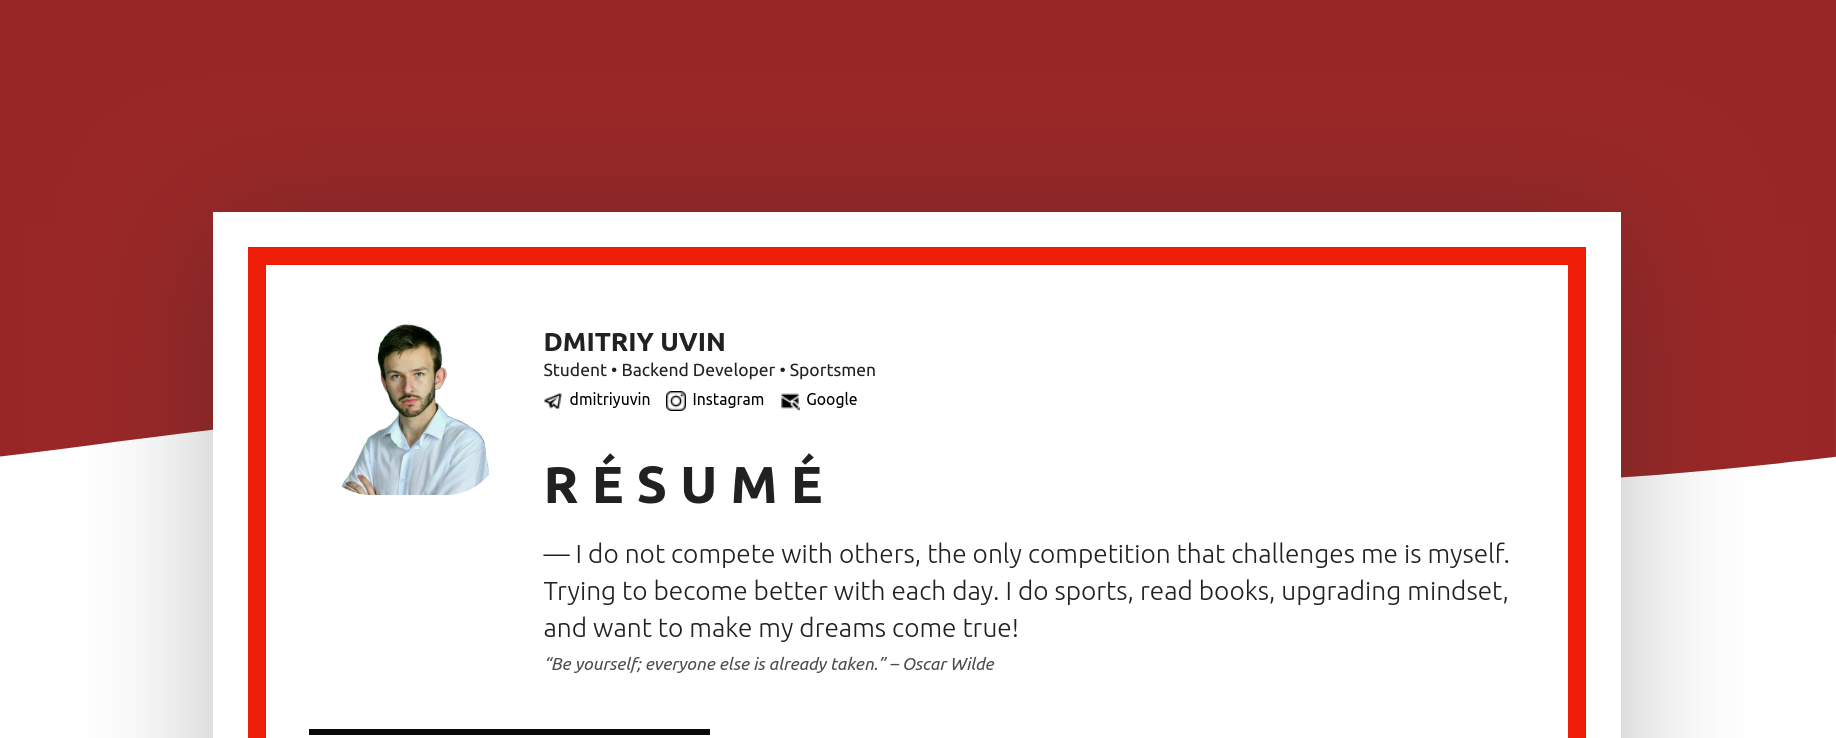 DMITRIY UVIN
Student • Backend Developer • Sportsmen
dmitriyuvin Instagram Google
RÉSUMÉ
— I do not compete with others, the only competition that challenges me is myself.
Trying to become better with each day. I do sports, read books, upgrading mindset,
and want to make my dreams come true!
“Be yourself; everyone else is already taken.” – Oscar Wilde